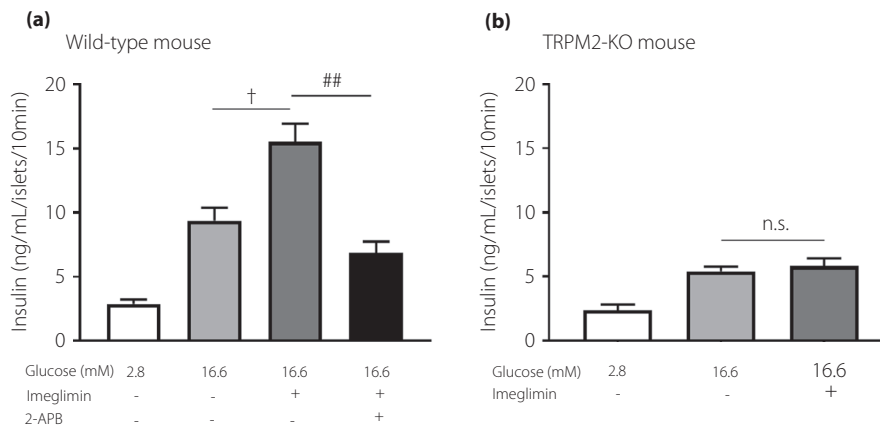 (a)
Wild-type mouse
Insulin (ng/mL/islets/10min)
20
15
10
5
0
†
##
Glucose (mM) 2.8 16.6 16.6 16.6
Imeglimin - - + +
2-APB - - - +
(b)
TRPM2-KO mouse
Insulin (ng/mL/islets/10min)
20
15
10
5
0
n.s.
Glucose (mM) 2.8 16.6 16.6
Imeglimin - - +